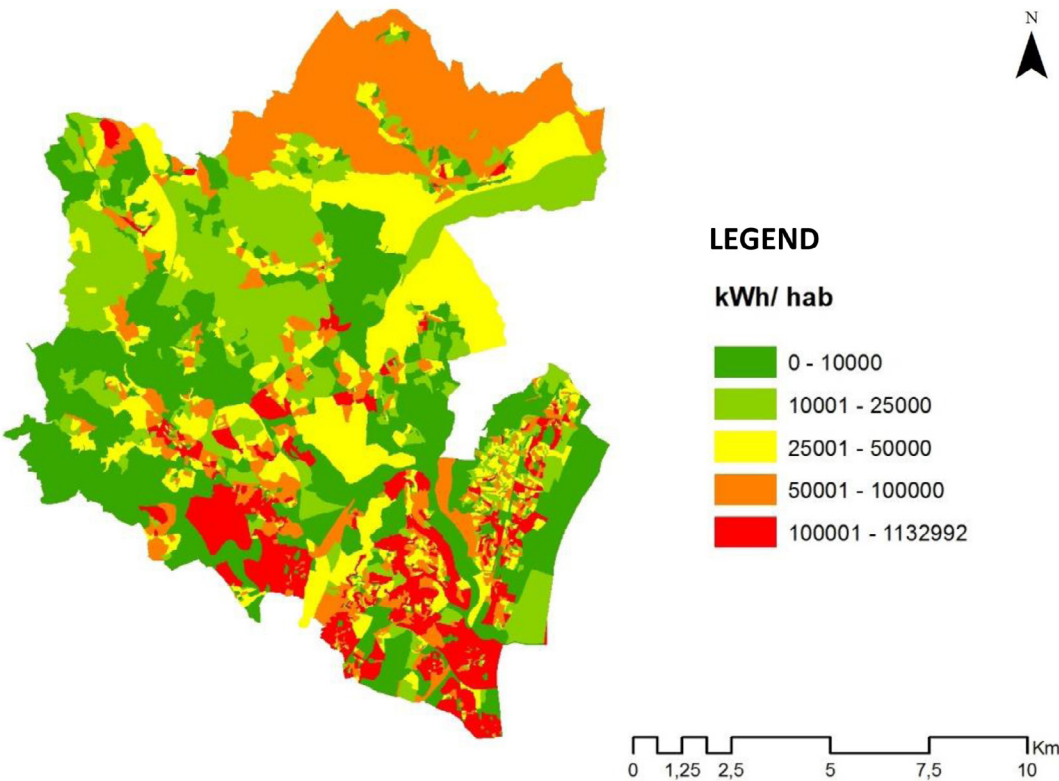 N
LEGEND
kWh/ hab
0 - 10000
10001 - 25000
25001 - 50000
50001 - 100000
100001 - 1132992
Km
0 1,25 2,5 5 7,5 10